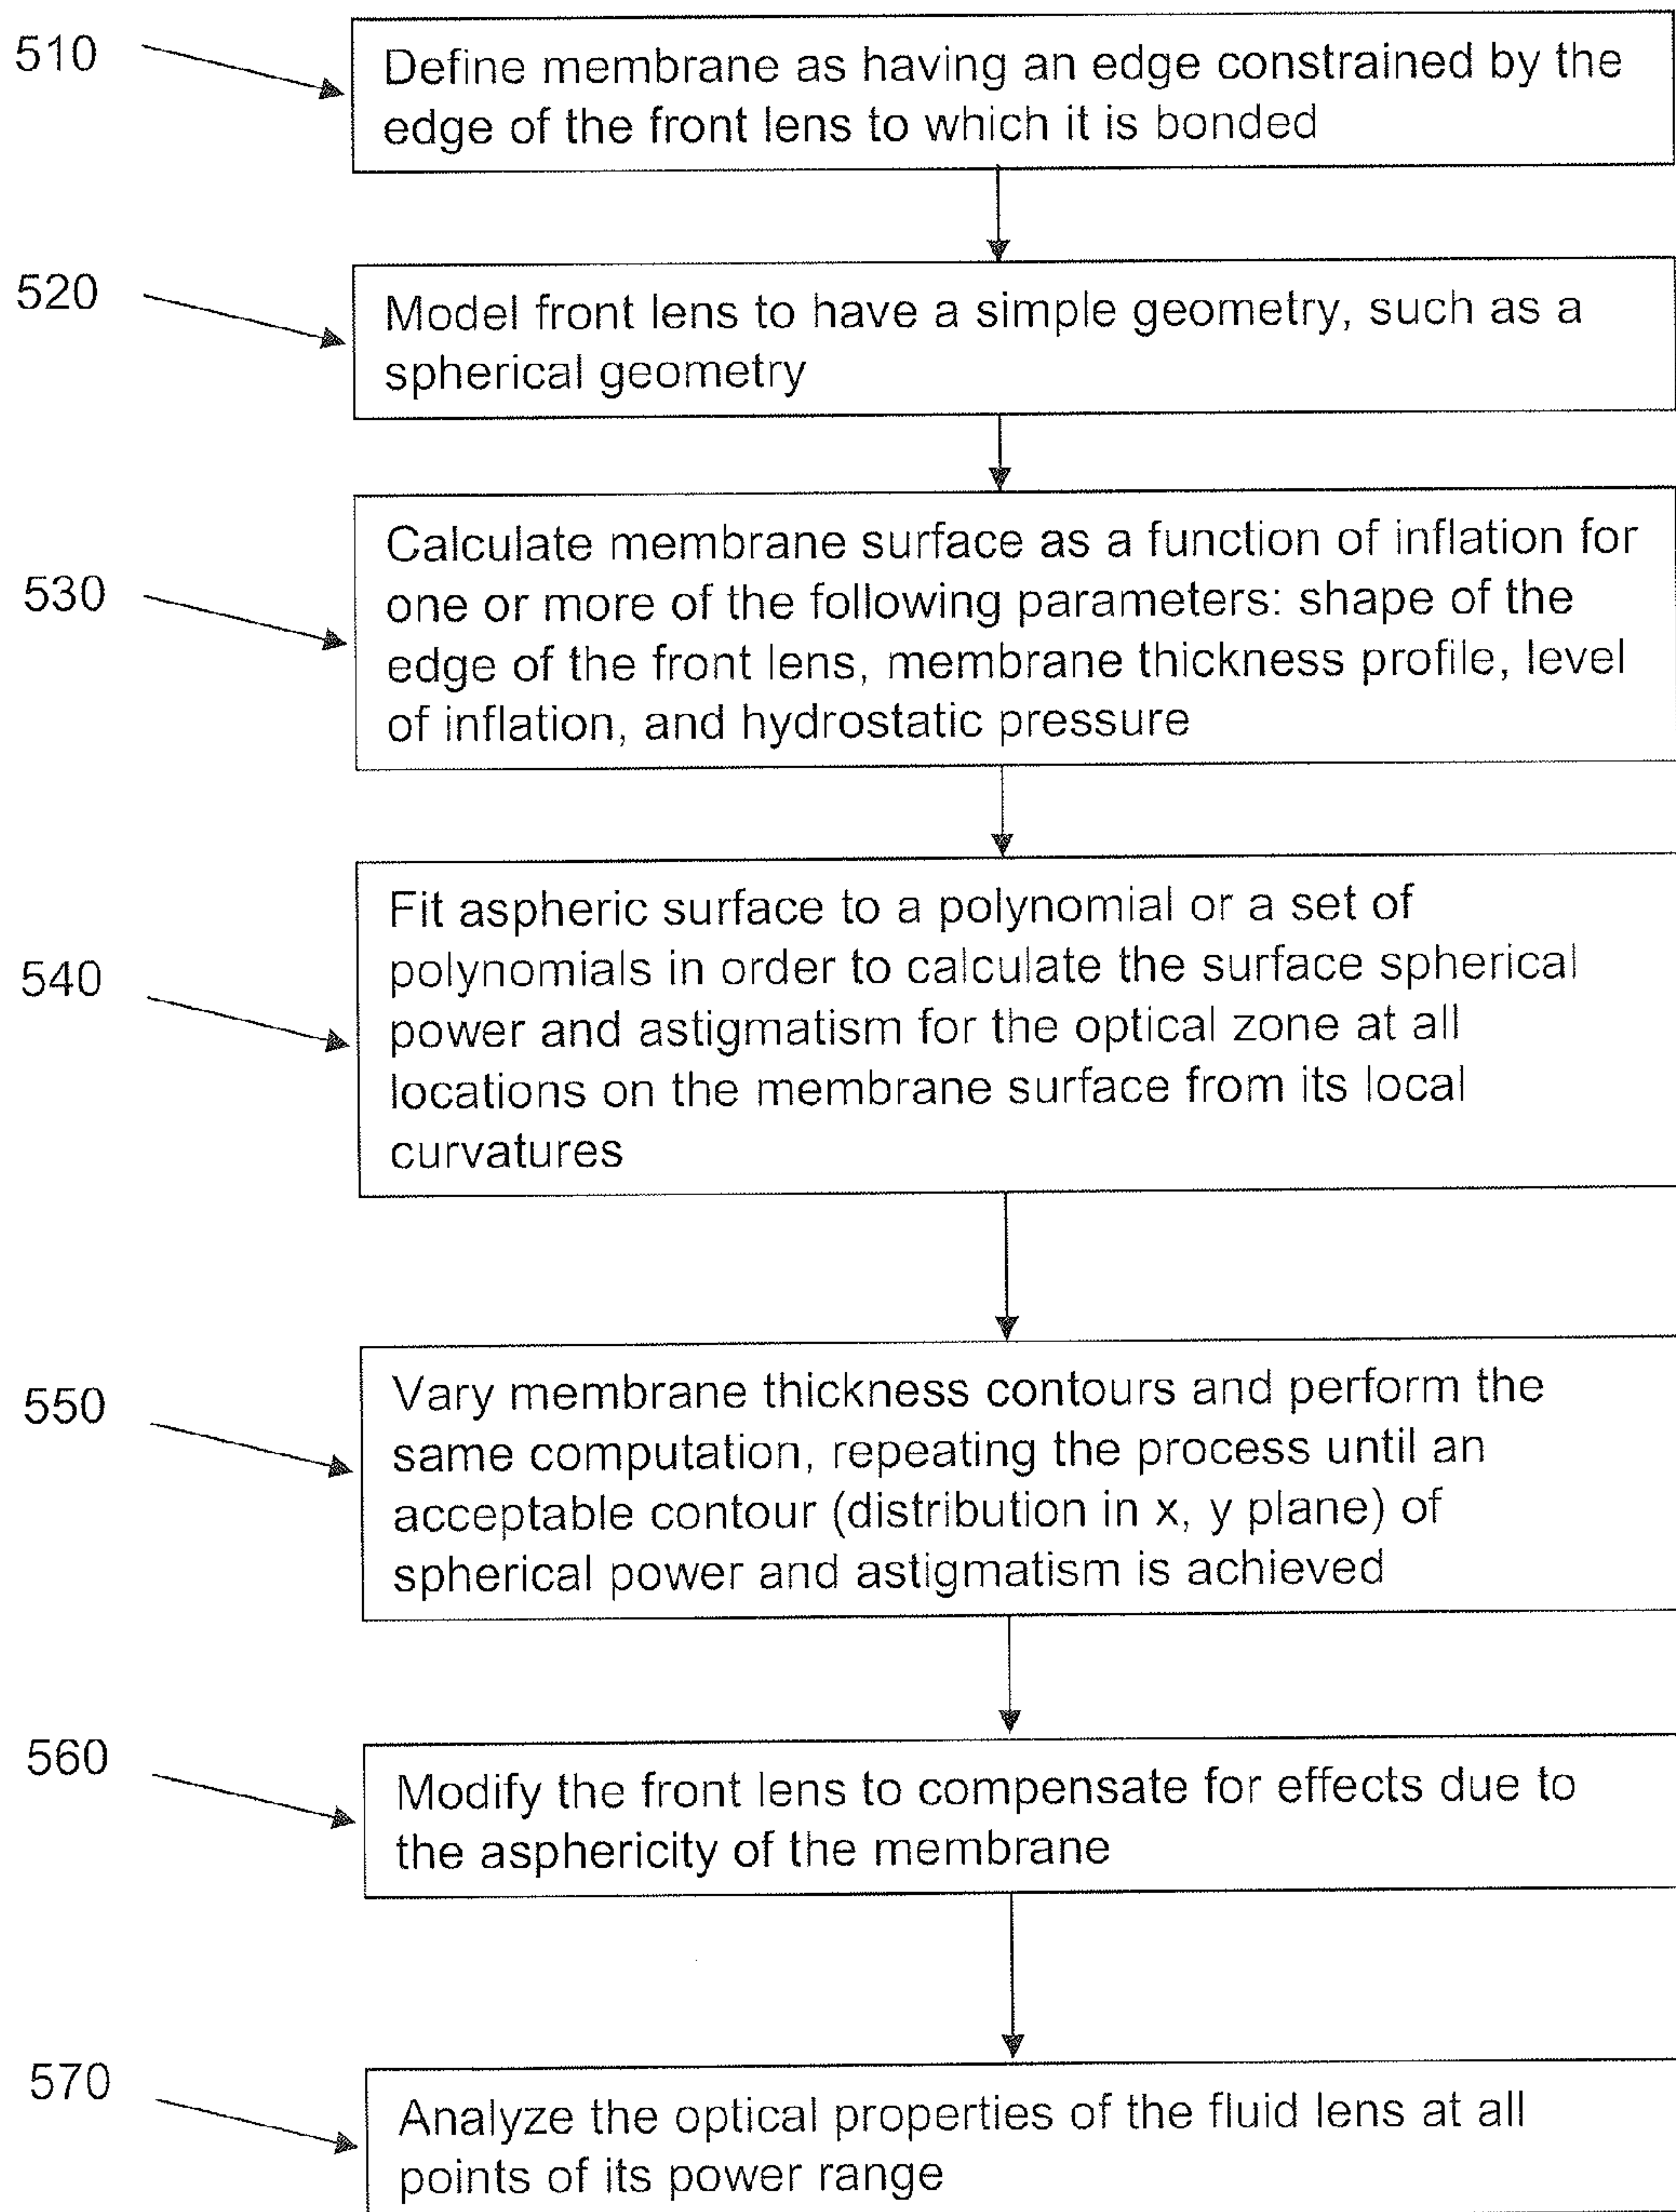 510
Define membrane as having an edge constrained by the
edge of the front lens to which it is bonded
520
Model front lens to have a simple geometry, such as a
spherical geometry
530
Calculate membrane surface as a function of inflation for
one or more of the following parameters: shape of the
edge of the front lens, membrane thickness profile, level
of inflation, and hydrostatic pressure
540
Fit aspheric surface to a polynomial or a set of
polynomials in order to calculate the surface spherical
power and astigmatism for the optical zone at all
locations on the membrane surface from its local
curvatures
550
Vary membrane thickness contours and perform the
same computation, repeating the process until an
acceptable contour (distribution in x, y plane) of
spherical power and astigmatism is achieved
560
Modify the front lens to compensate for effects due to
the asphericity of the membrane
570
Analyze the optical properties of the fluid lens at all
points of its power range